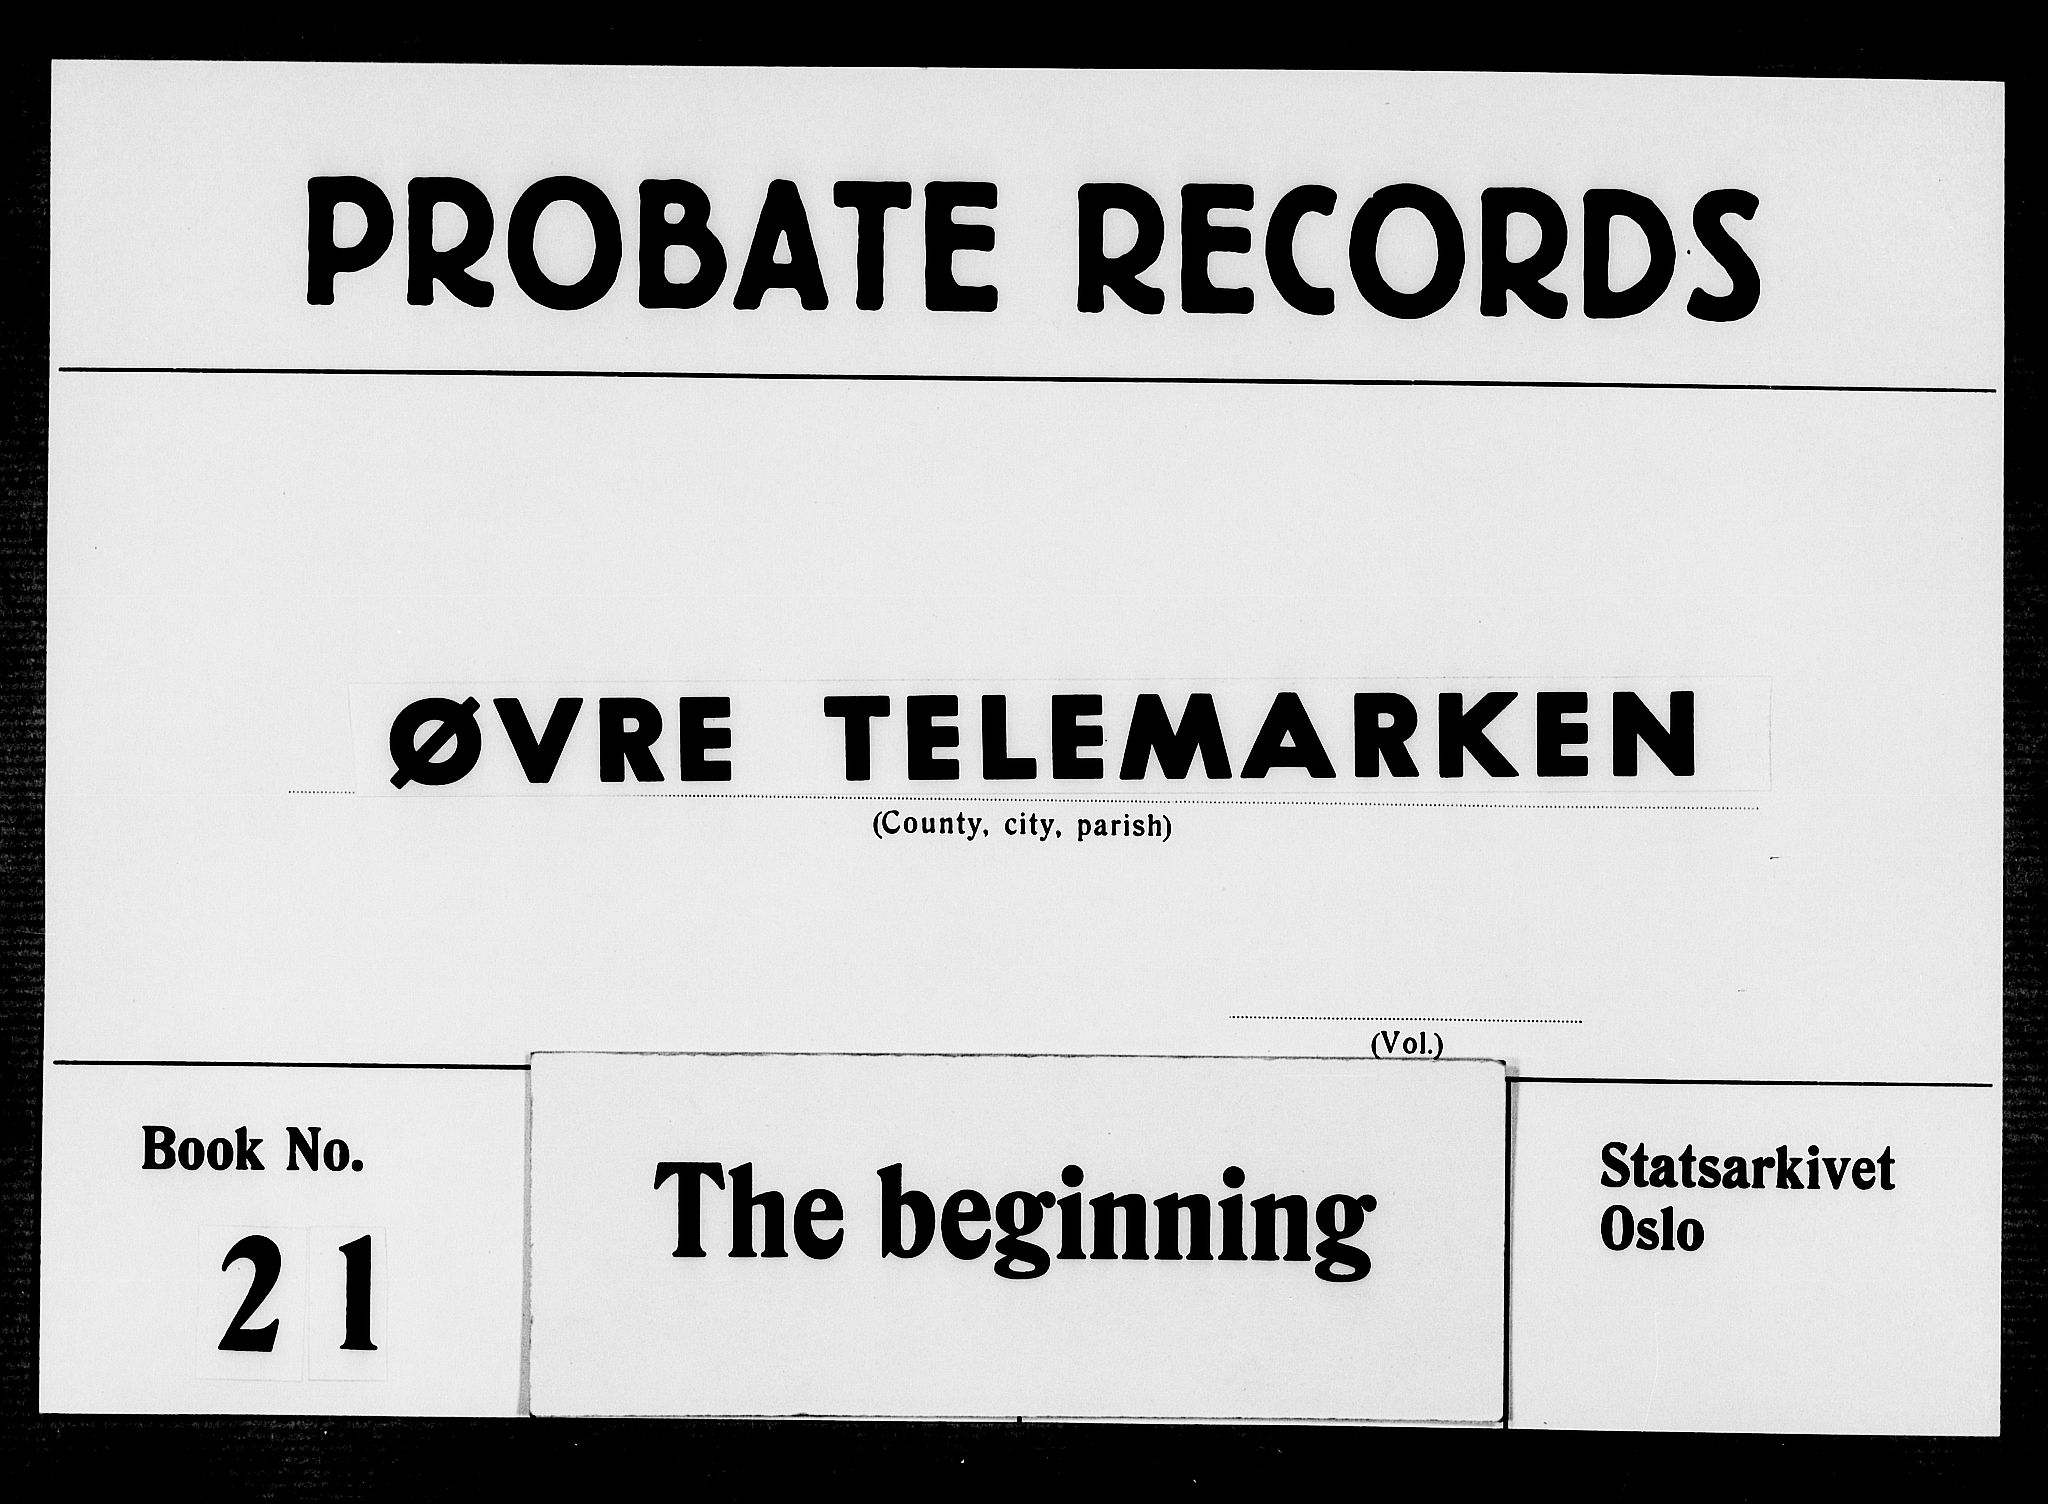 PROBATE RECORDS
ØVRE TELEMARKEN
(County, city, parish)
(Vol.)
Book No.
21
The beginning
Statsarkivet
Oslo